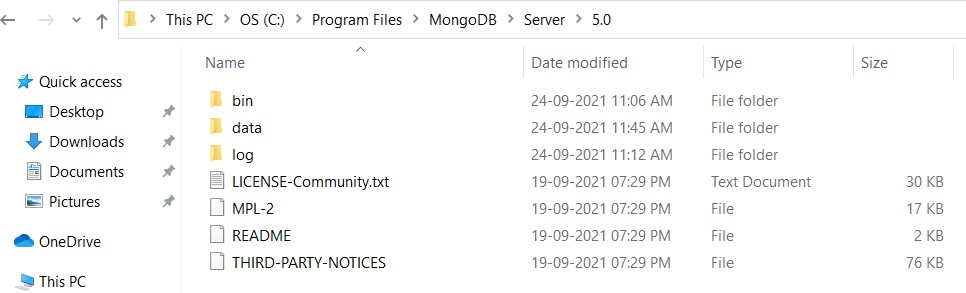 This PC > OS (C:) > Program Files > MongoDB > Server > 5.0
Name Date modified Type Size
Quick access
Desktop
Downloads
Documents
Pictures
OneDrive
This PC
bin 24-09-2021 11:06 AM File folder
data 24-09-2021 11:45 AM File folder
log 24-09-2021 11:12 AM File folder
LICENSE-Community.txt 19-09-2021 07:29 PM Text Document 30 KB
MPL-2 19-09-2021 07:29 PM File 17 KB
README 19-09-2021 07:29 PM File 2 KB
THIRD-PARTY-NOTICES 19-09-2021 07:29 PM File 76 KB